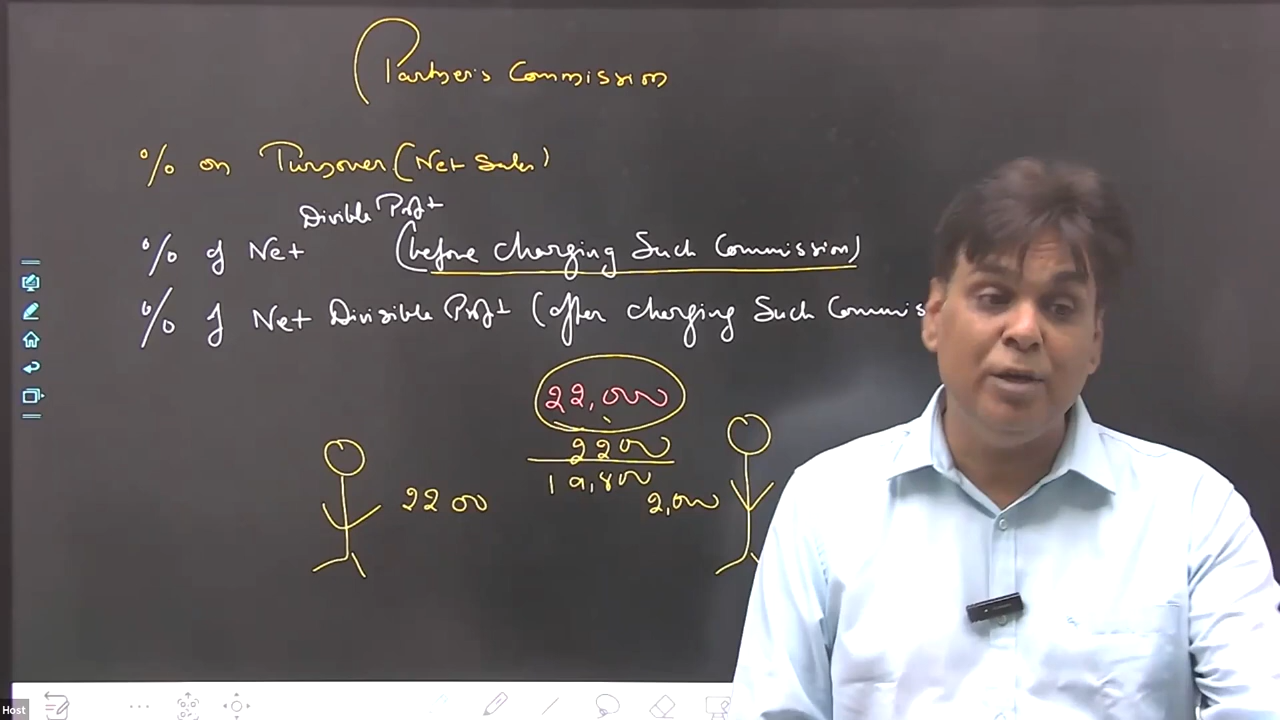 Partner's Commission
% on Turnover (Net Sales)
Divible Profit
% of Net (before charging Such Commission)
% of Net Divisible Profit (after charging Such Commis
22,000
2200
19,800
2200
2,000
Host